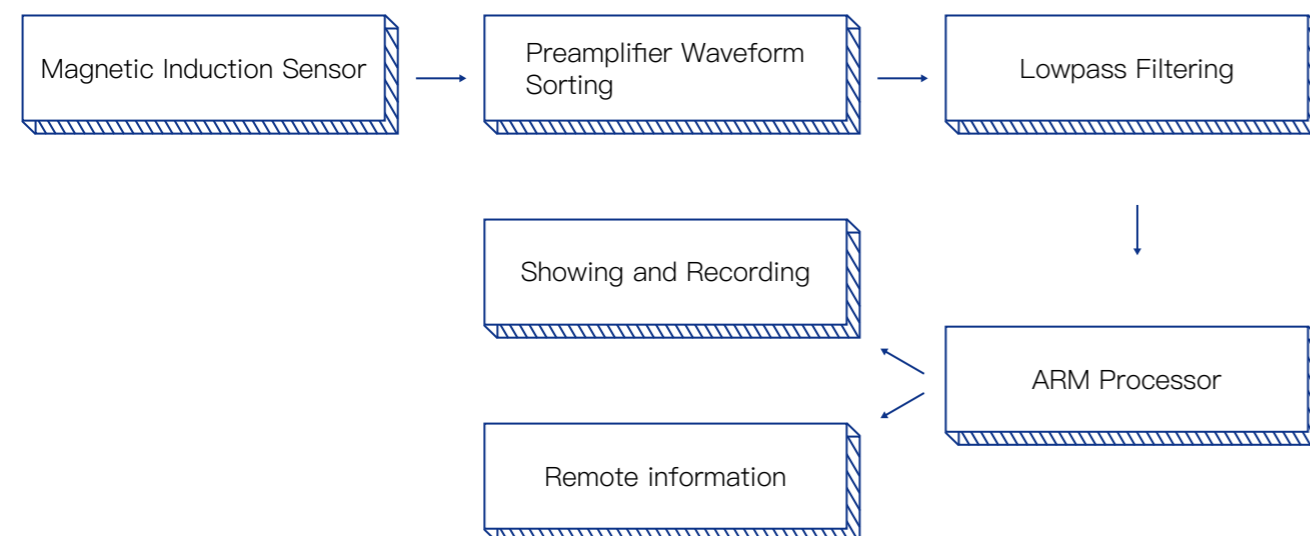 Magnetic Induction Sensor
Preamplifier Waveform
Sorting
Lowpass Filtering
Showing and Recording
ARM Processor
Remote information